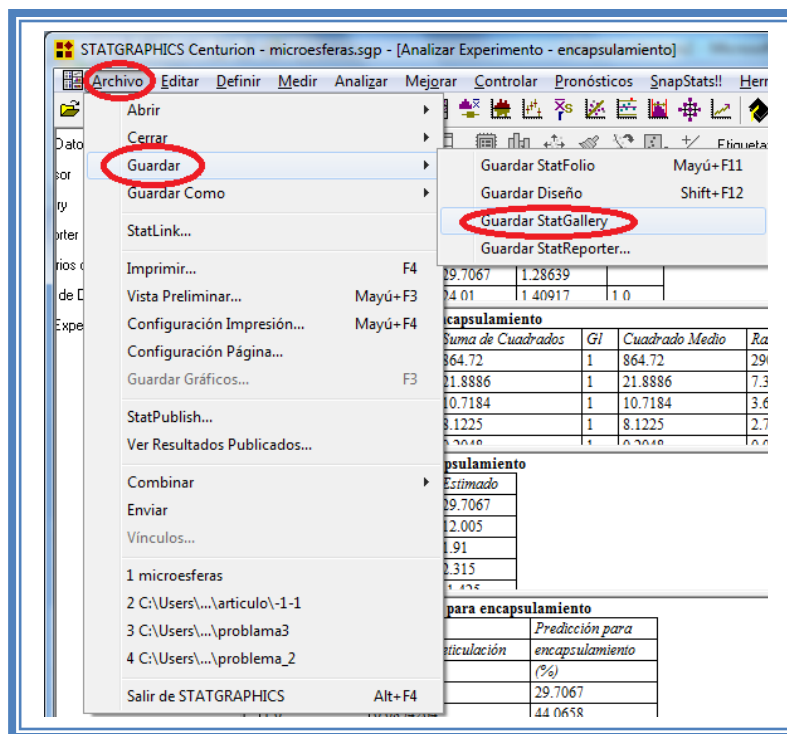 STATGRAPHICS Centurion - microesferas.sgp - [Analizar Experimento - encapsulamiento]
Archivo Editar Definir Medir Analizar Mejorar Controlar Pronósticos SnapStats!!
Abrir
Cerrar
Guardar
Guardar Como
StatLink...
Imprimir... F4
Vista Preliminar... Mayú+F3
Configuración Impresión... Mayú+F4
Configuración Página...
Guardar Gráficos... F3
StatPublish...
Ver Resultados Publicados...
Combinar
Enviar
Vínculos...
1 microesferas
2 C:\Users\...\articulo\-1-1
3 C:\Users\...\problama3
4 C:\Users\...\problema_2
Salir de STATGRAPHICS Alt+F4
Guardar StatFolio Mayú+F11
Guardar Diseño Shift+F12
Guardar StatGallery
Guardar StatReporter...
29.7067 1.28639
24.01 1.40917 1.0
Suma de Cuadrados Gl Cuadrado Medio
864.72 1 864.72
21.8886 1 21.8886
10.7184 1 10.7184
8.1225 1 8.1225
0.2048 1 0.2048
Estimado
29.7067
12.005
1.91
2.315
para encapsulamiento
Predicción para
encapsulamiento
(%)
29.7067
44.0658